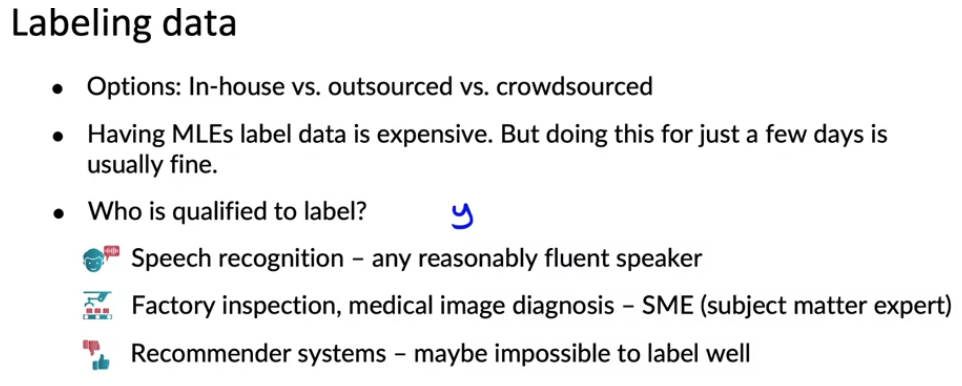 Labeling data
• Options: In-house vs. outsourced vs. crowdsourced
• Having MLEs label data is expensive. But doing this for just a few days is
usually fine.
• Who is qualified to label? y
Speech recognition – any reasonably fluent speaker
Factory inspection, medical image diagnosis – SME (subject matter expert)
Recommender systems – maybe impossible to label well